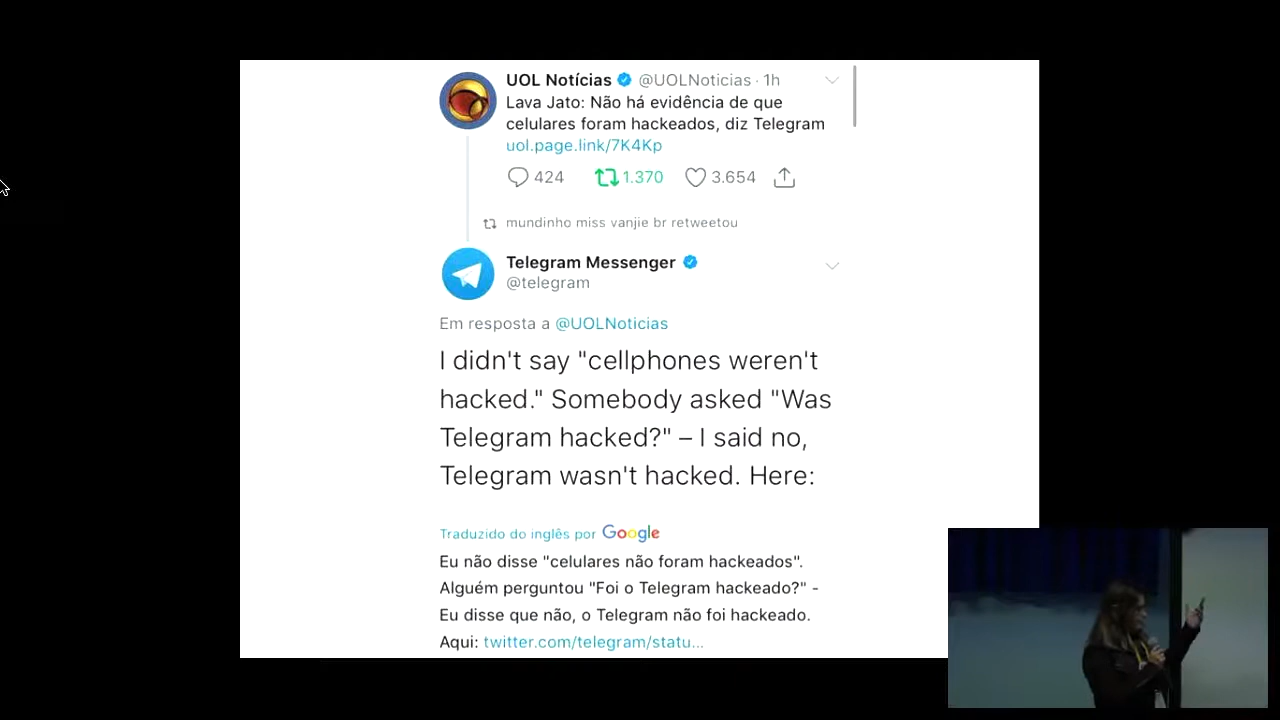 UOL Notícias @UOLNoticias · 1h
Lava Jato: Não há evidência de que
celulares foram hackeados, diz Telegram
uol.page.link/7K4Kp
424 1.370 3.654
mundinho miss vanjie br retweetou
Telegram Messenger
@telegram
Em resposta a @UOLNoticias
I didn't say "cellphones weren't
hacked." Somebody asked "Was
Telegram hacked?" – I said no,
Telegram wasn't hacked. Here:
Traduzido do inglês por Google
Eu não disse "celulares não foram hackeados".
Alguém perguntou "Foi o Telegram hackeado?" -
Eu disse que não, o Telegram não foi hackeado.
Aqui: twitter.com/telegram/statu...